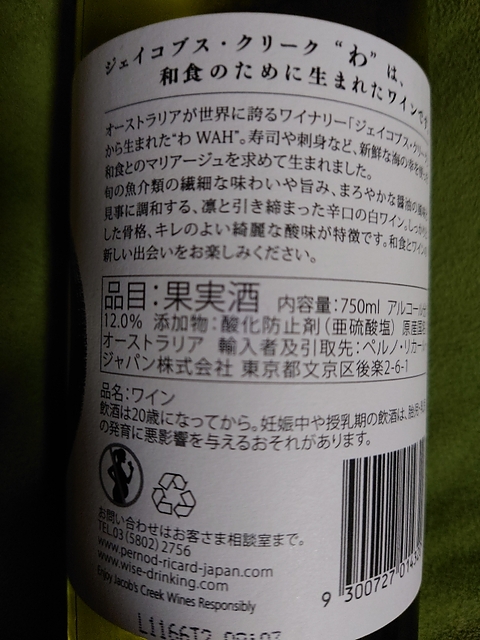 ジェイコブス・クリーク “わ” は、
和食のために生まれたワインです
オーストラリアが世界に誇るワイナリー「ジェイコブス・クリーク
から生まれた“わ WAH”。寿司や刺身など、新鮮な海の幸を
和食とのマリアージュを求めて生まれました。
旬の魚介類の繊細な味わいや旨み、まろやかな醤油の
見事に調和する、凛と引き締まった辛口の白ワイン。しっかり
した骨格、キレのよい綺麗な酸味が特徴です。和食とワインの
新しい出会いをお楽しみください。
品目：果実酒 内容量：750ml アルコール分
12.0% 添加物：酸化防止剤（亜硫酸塩） 原産国
オーストラリア 輸入者及引取先：ペルノ・リカール
ジャパン株式会社 東京都文京区後楽2-6-1
品名：ワイン
飲酒は20歳になってから。妊娠中や授乳期の飲酒は、胎児・乳
の発育に悪影響を与えるおそれがあります。
お問い合わせはお客さま相談室まで。
TEL.03 (5802) 2756
www.pernod-ricard-japan.com
www.wise-drinking.com
Enjoy Jacob's Creek Wines Responsibly
9 300727 01430